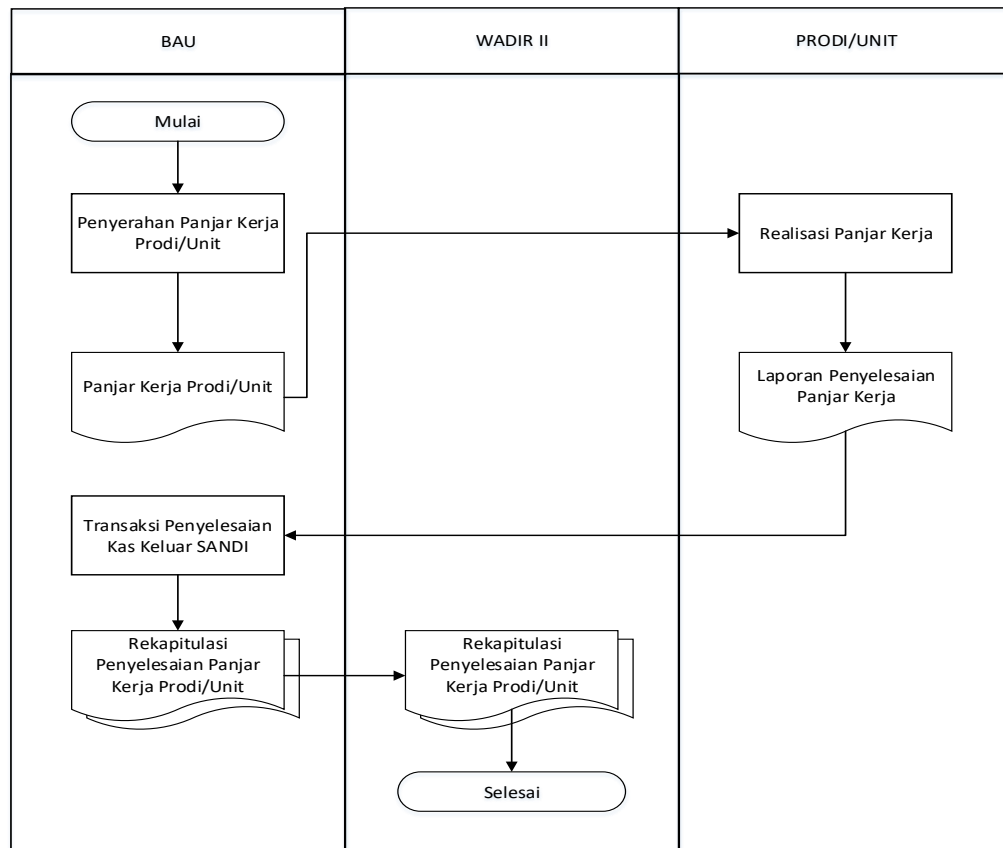 BAU
WADIR II
PRODI/UNIT
Mulai
Penyerahan Panjar Kerja
Prodi/Unit
Realisasi Panjar Kerja
Panjar Kerja Prodi/Unit
Laporan Penyelesaian
Panjar Kerja
Transaksi Penyelesaian
Kas Keluar SANDI
Rekapitulasi
Penyelesaian Panjar
Kerja Prodi/Unit
Rekapitulasi
Penyelesaian Panjar
Kerja Prodi/Unit
Selesai